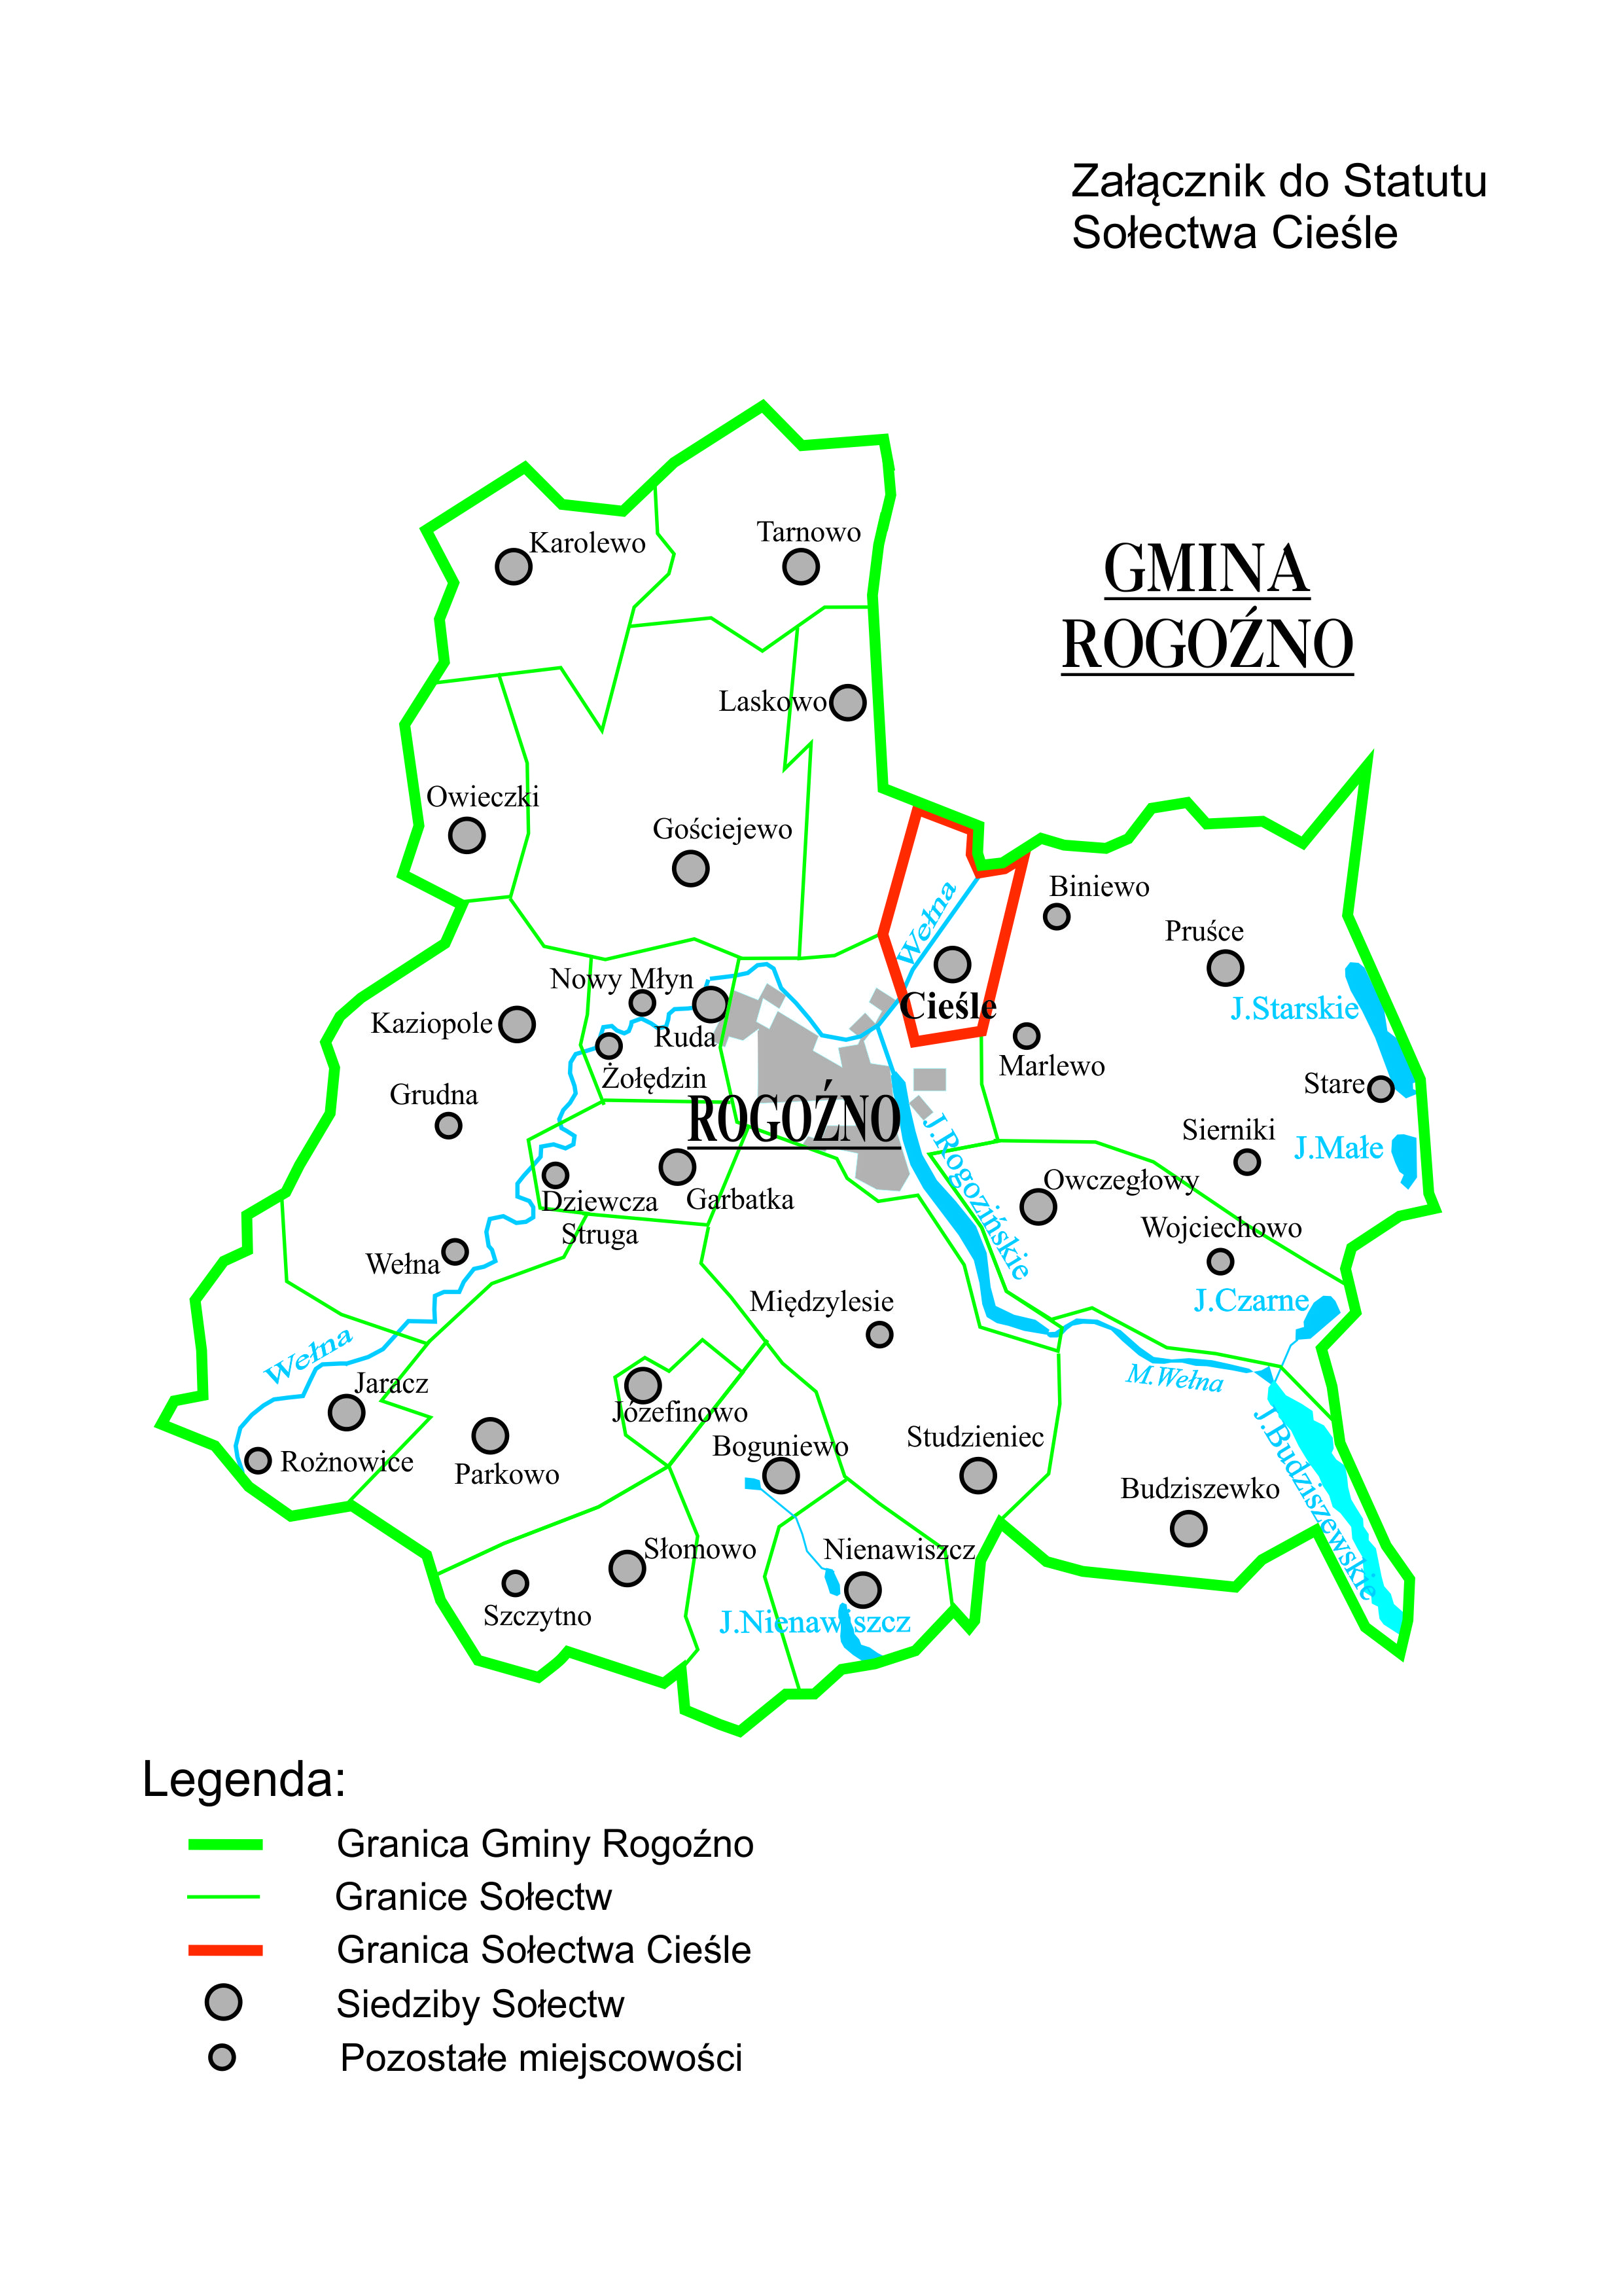 Załącznik do Statutu
Sołectwa Cieśle
GMINA
ROGOŹNO
Karolewo
Tarnowo
Laskowo
Owieczki
Gościejewo
Wełna
Biniewo
Pruśce
Nowy Młyn
Cieśle
J.Starskie
Kaziopole
Ruda
Marlewo
Żołędzin
Stare
Grudna
ROGOŹNO
Sierniki
J.Małe
J.Rogozińskie
Owczegłowy
Dziewcza
Struga
Garbatka
Wojciechowo
Wełna
Międzylesie
J.Czarne
Wełna
M.Wełna
Jaracz
Józefinowo
J.Budziszewskie
Rożnowice
Parkowo
Boguniewo
Studzieniec
Budziszewko
Słomowo
Nienawiszcz
Szczytno
J.Nienawiszcz
Legenda:
Granica Gminy Rogoźno
Granice Sołectw
Granica Sołectwa Cieśle
Siedziby Sołectw
Pozostałe miejscowości